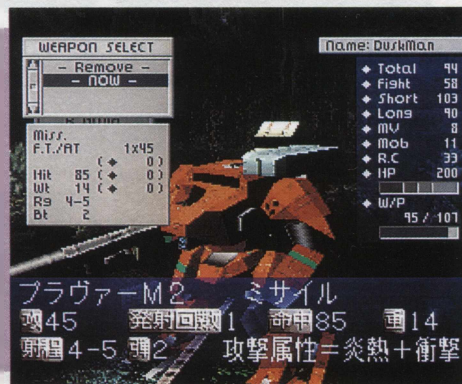 WEAPON SELECT
- Remove -
- NOW -
Miss.
F.T./AT 1x45
(◆ 0)
Hit 85 (◆ 0)
Wt 14 (◆ 0)
Rg 4-5
Bt 2
Name: DuskMan
◆ Total 94
◆ Fight 58
◆ Short 103
◆ Long 90
◆ MV 8
◆ Mob 11
◆ R.C 33
◆ HP 200
◆ W/P
95 / 107
ブラヴァーM2 ミサイル
攻45 発射回数1 命中85 重14
射程4-5 弾2 攻撃属性=炎熱+衝撃